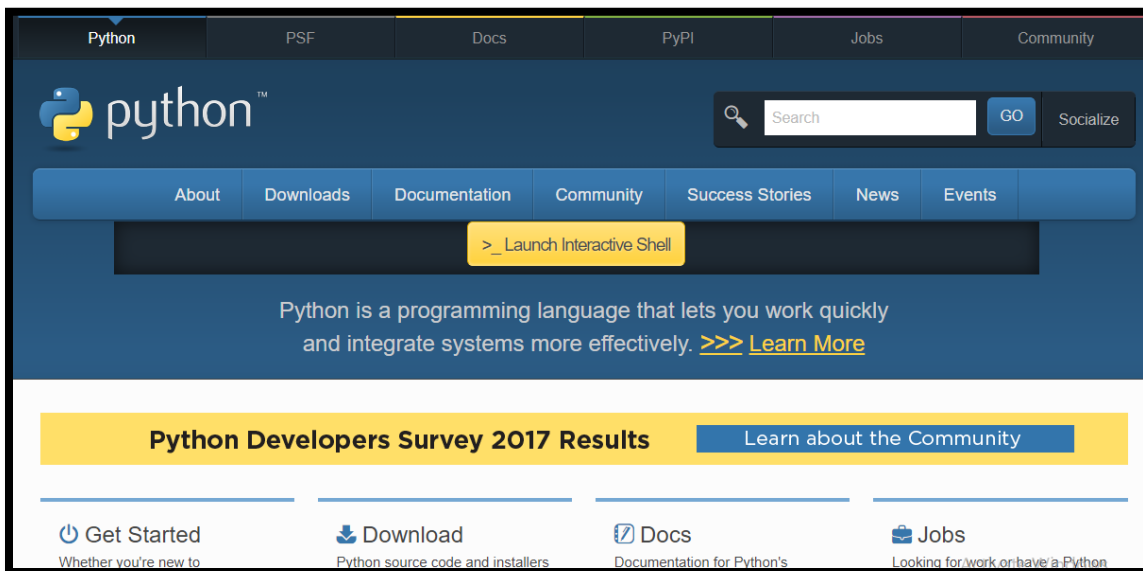 Python PSF Docs PyPI Jobs Community
python™
Search GO Socialize
About Downloads Documentation Community Success Stories News Events
>_ Launch Interactive Shell
Python is a programming language that lets you work quickly
and integrate systems more effectively. >>> Learn More
Python Developers Survey 2017 Results Learn about the Community
Get Started Download Docs Jobs
Whether you're new to Python source code and installers Documentation for Python's Looking for work or have a Python